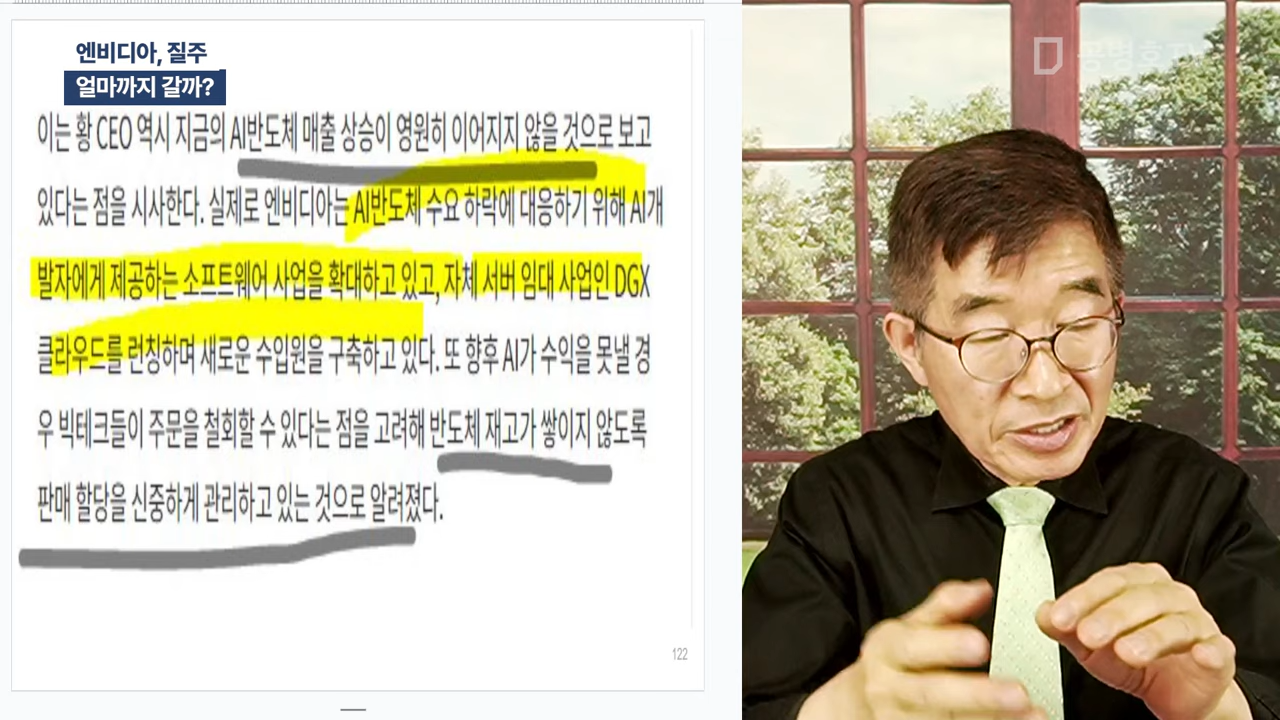 엔비디아, 질주
얼마까지 갈까?
이는 황 CEO 역시 지금의 AI반도체 매출 상승이 영원히 이어지지 않을 것으로 보고
있다는 점을 시사한다. 실제로 엔비디아는 AI반도체 수요 하락에 대응하기 위해 AI개
발자에게 제공하는 소프트웨어 사업을 확대하고 있고, 자체 서버 임대 사업인 DGX
클라우드를 런칭하며 새로운 수입원을 구축하고 있다. 또 향후 AI가 수익을 못낼 경
우 빅테크들이 주문을 철회할 수 있다는 점을 고려해 반도체 재고가 쌓이지 않도록
판매 할당을 신중하게 관리하고 있는 것으로 알려졌다.
122